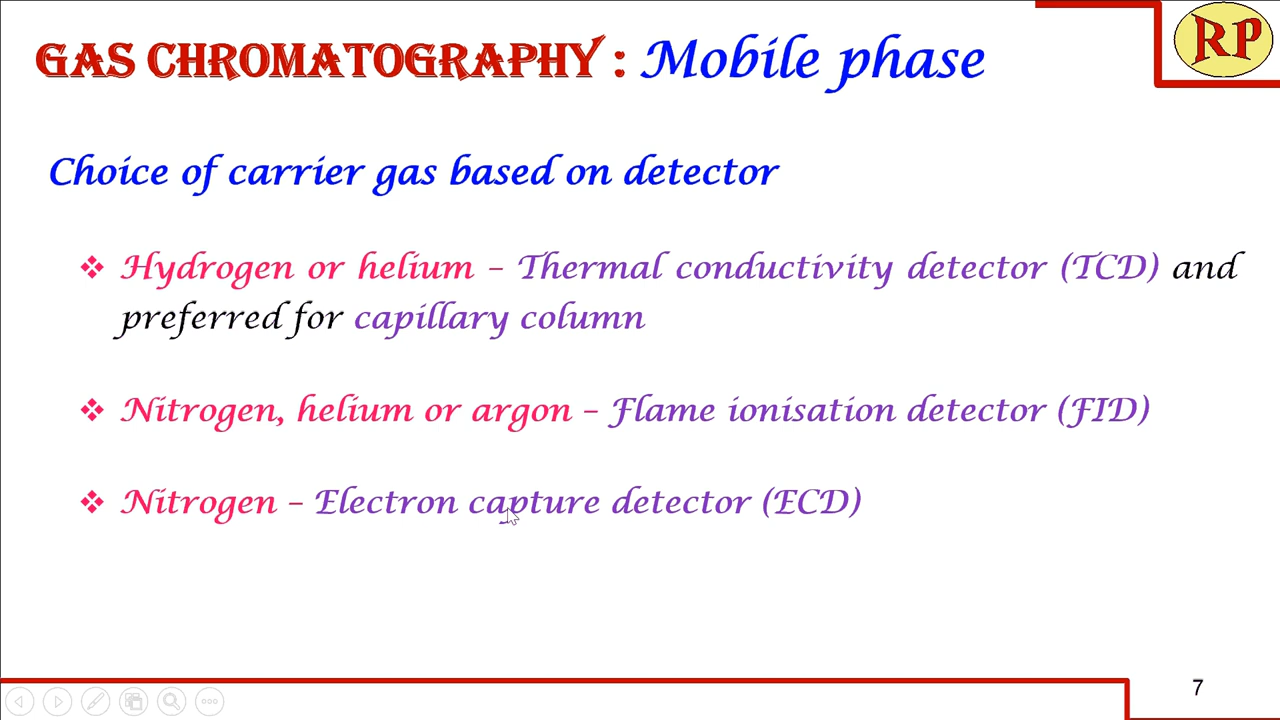 GAS CHROMATOGRAPHY : Mobile phase
RP
Choice of carrier gas based on detector
❖ Hydrogen or helium – Thermal conductivity detector (TCD) and
preferred for capillary column
❖ Nitrogen, helium or argon – Flame ionisation detector (FID)
❖ Nitrogen – Electron capture detector (ECD)
7